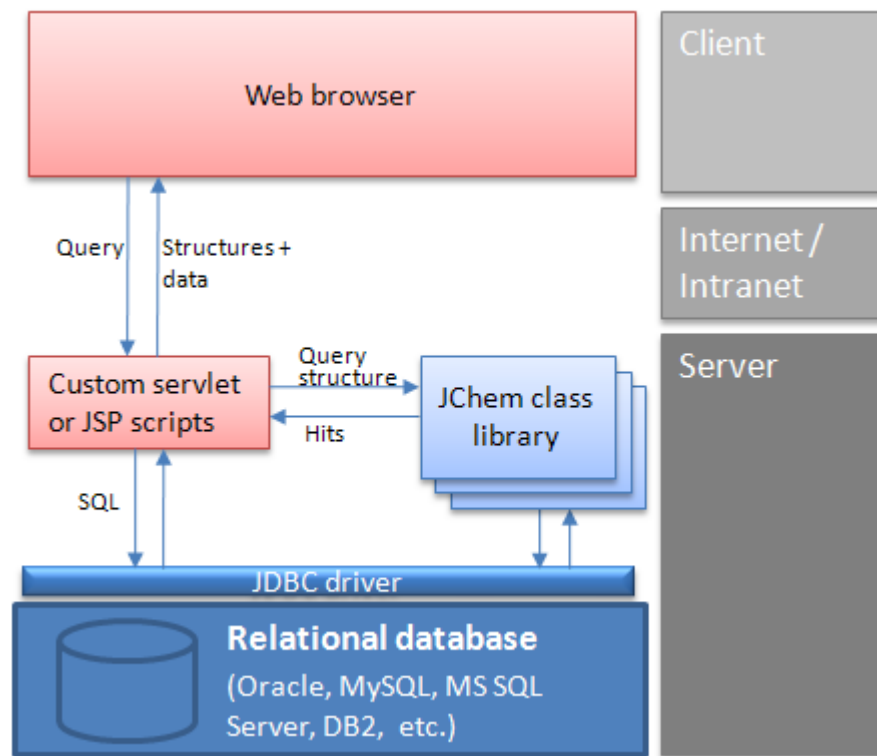 Web browser
Client
Query
Structures +
data
Internet /
Intranet
Custom servlet
or JSP scripts
Query
structure
Hits
JChem class
library
Server
SQL
JDBC driver
Relational database
(Oracle, MySQL, MS SQL
Server, DB2, etc.)